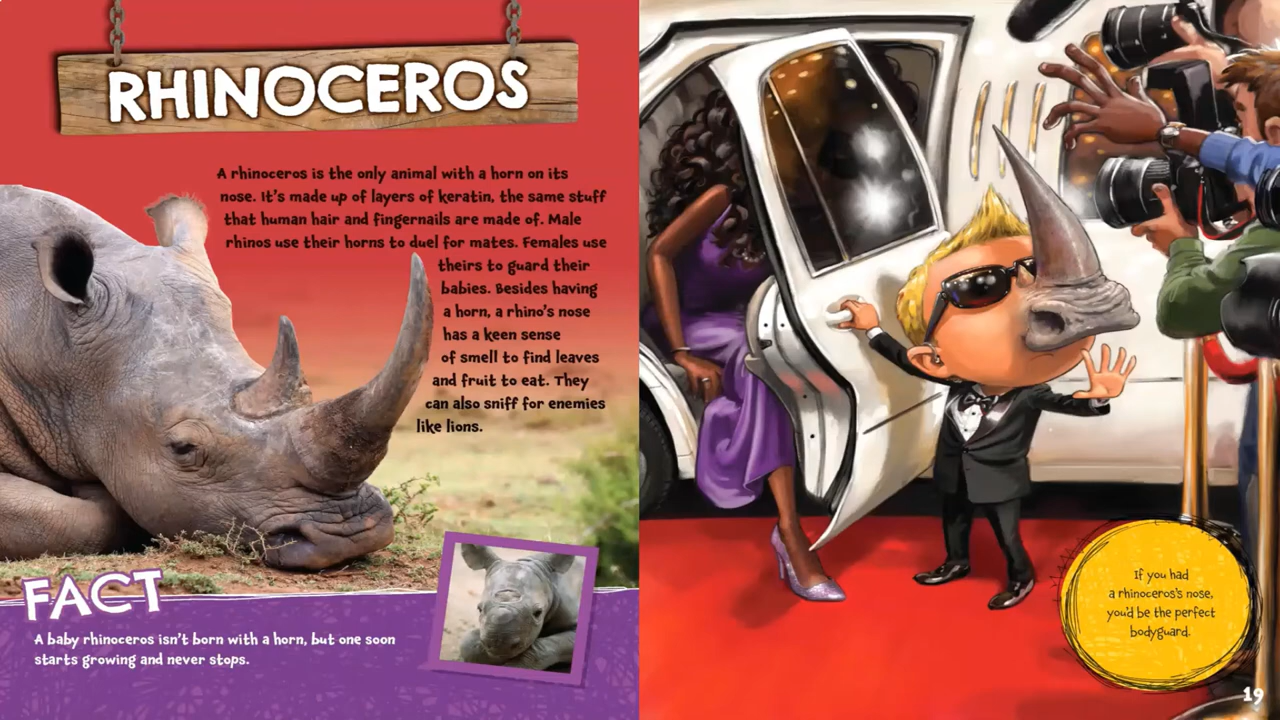 RHINOCEROS
A rhinoceros is the only animal with a horn on its
nose. It's made up of layers of keratin, the same stuff
that human hair and fingernails are made of. Male
rhinos use their horns to duel for mates. Females use
theirs to guard their
babies. Besides having
a horn, a rhino's nose
has a keen sense
of smell to find leaves
and fruit to eat. They
can also sniff for enemies
like lions.
FACT
A baby rhinoceros isn't born with a horn, but one soon
starts growing and never stops.
If you had
a rhinoceros's nose,
you'd be the perfect
bodyguard.
19